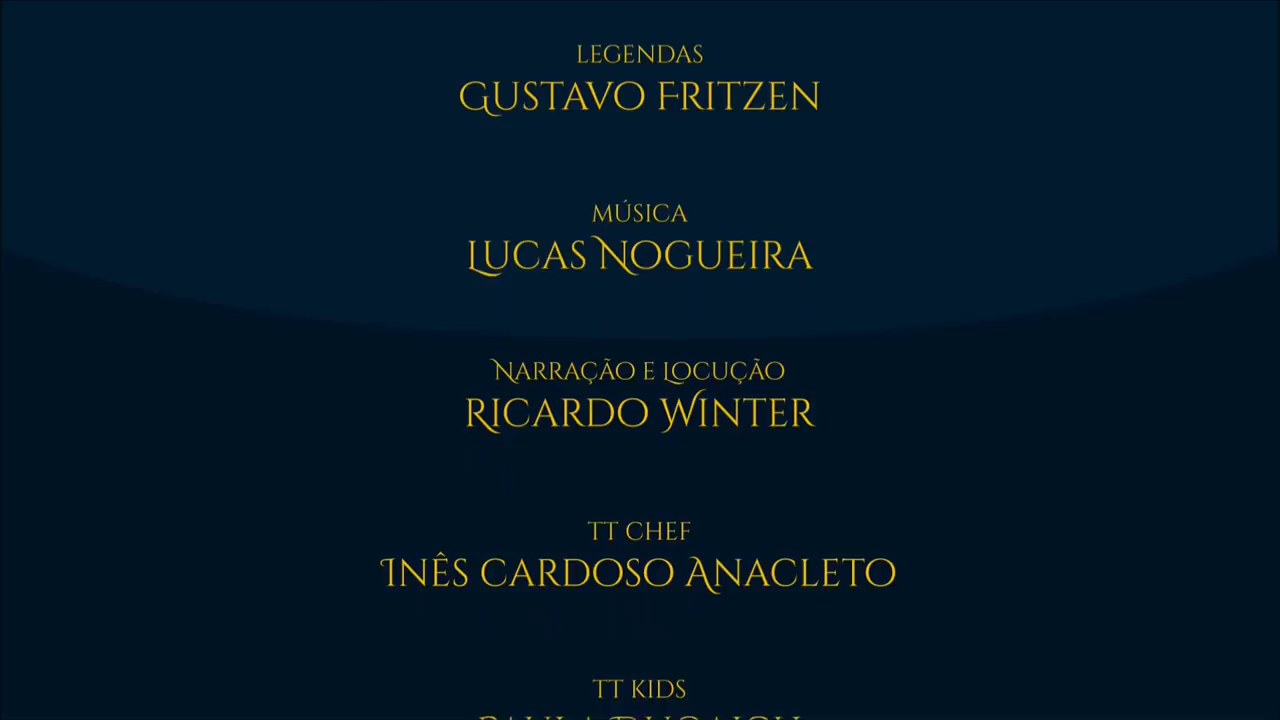 LEGENDAS
GUSTAVO FRITZEN
MÚSICA
LUCAS NOGUEIRA
NARRAÇÃO E LOCUÇÃO
RICARDO WINTER
TT CHEF
INÊS CARDOSO ANACLETO
TT KIDS